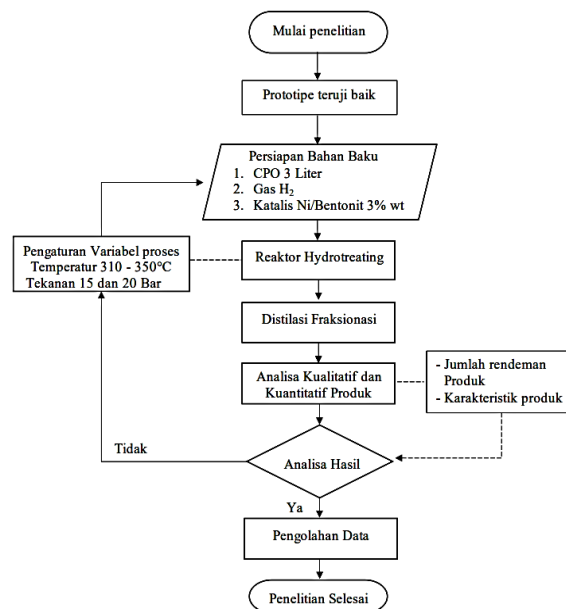 Mulai penelitian
Prototipe teruji baik
Persiapan Bahan Baku
1. CPO 3 Liter
2. Gas H₂
3. Katalis Ni/Bentonit 3% wt
Pengaturan Variabel proses
Temperatur 310 - 350°C
Tekanan 15 dan 20 Bar
Reaktor Hydrotreating
Distilasi Fraksionasi
Analisa Kualitatif dan
Kuantitatif Produk
- Jumlah rendeman
Produk
- Karakteristik produk
Tidak
Analisa Hasil
Ya
Pengolahan Data
Penelitian Selesai